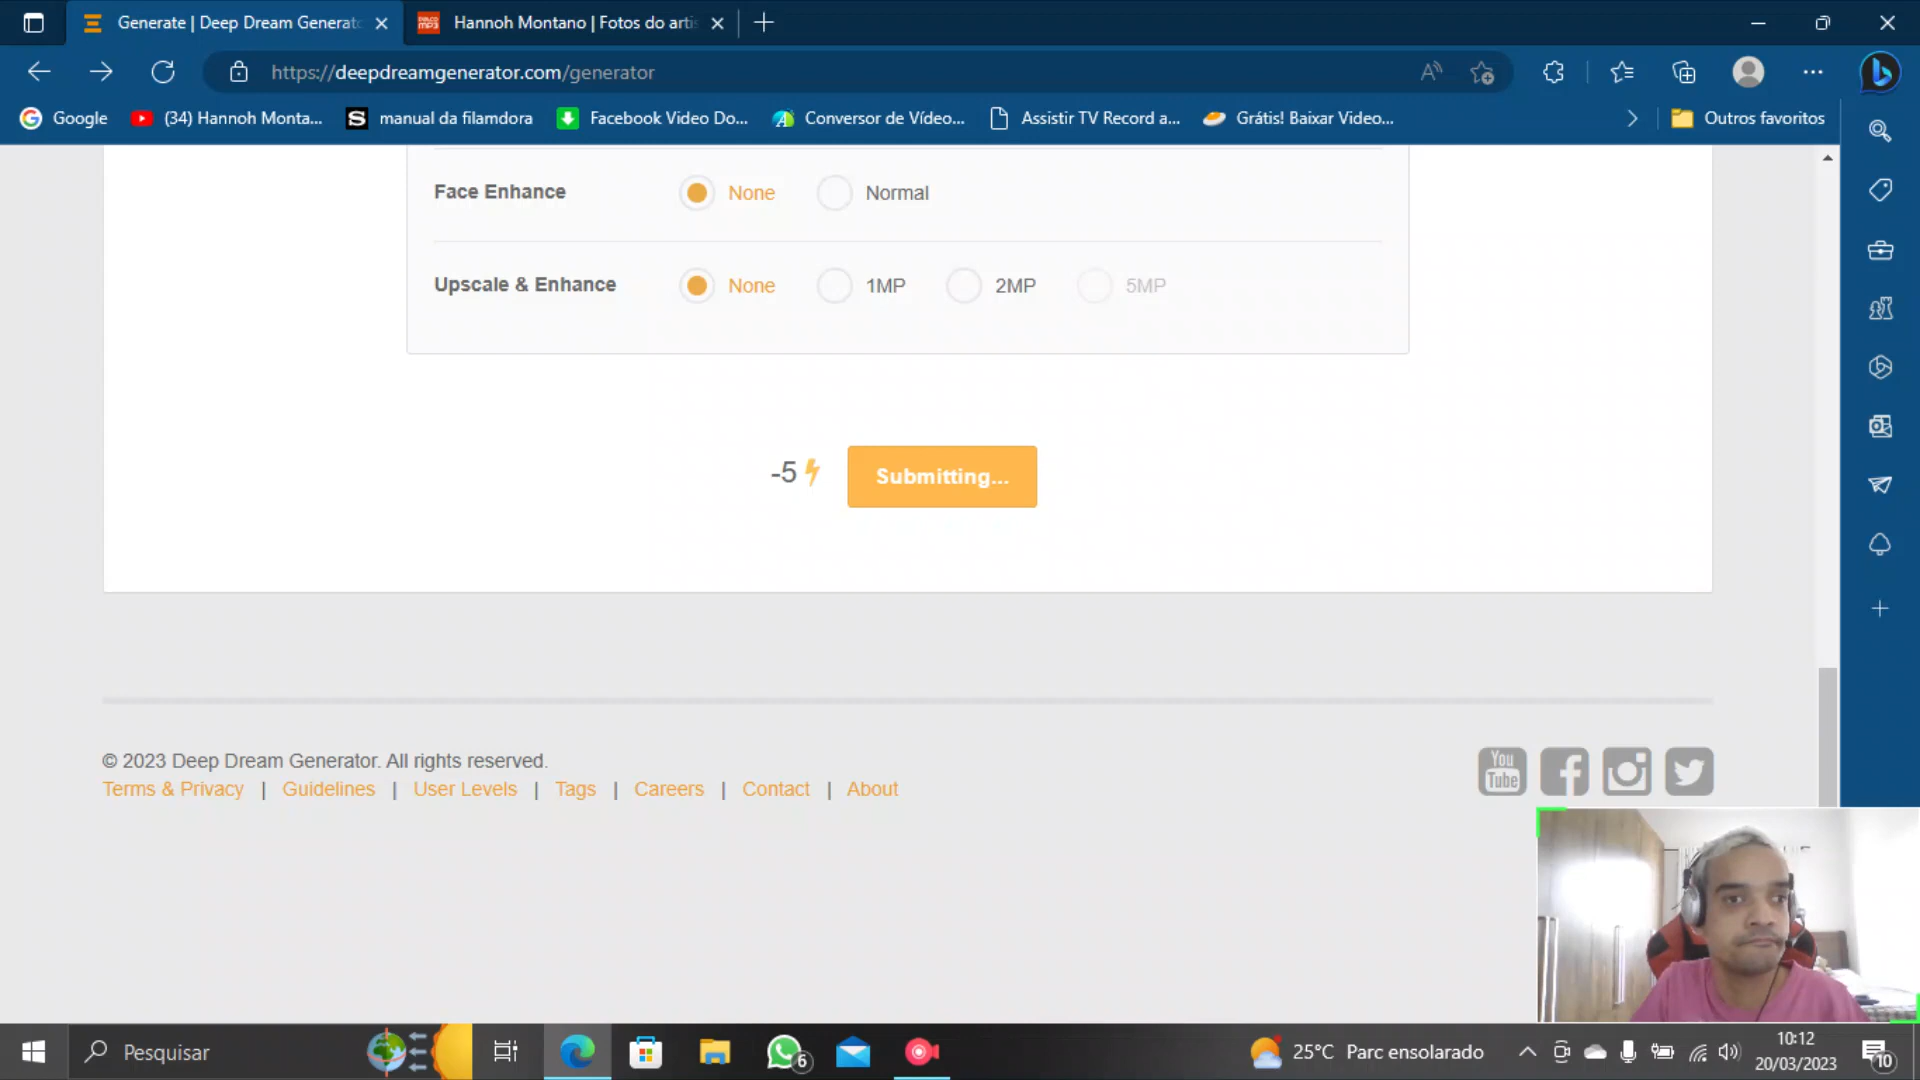 Generate | Deep Dream Generat
Hannoh Montano | Fotos do arti
https://deepdreamgenerator.com/generator
Google
(34) Hannoh Monta...
manual da filamdora
Facebook Video Do...
Conversor de Vídeo...
Assistir TV Record a...
Grátis! Baixar Video...
Outros favoritos
Face Enhance
None
Normal
Upscale & Enhance
None
1MP
2MP
5MP
-5
Submitting...
© 2023 Deep Dream Generator. All rights reserved.
Terms & Privacy | Guidelines | User Levels | Tags | Careers | Contact | About
You
Tube
Pesquisar
6
25°C Parc ensolarado
10:12
20/03/2023
10